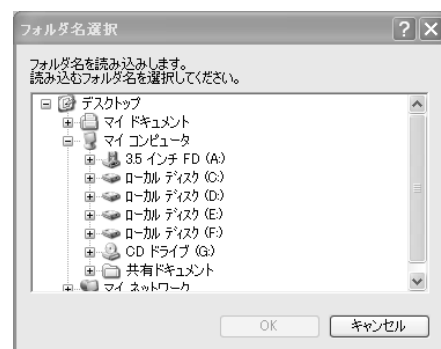 フォルダ名選択
フォルダ名を読み込みします。
読み込むフォルダ名を選択してください。
デスクトップ
マイ ドキュメント
マイ コンピュータ
3.5 インチ FD (A:)
ローカル ディスク (C:)
ローカル ディスク (D:)
ローカル ディスク (E:)
ローカル ディスク (F:)
CD ドライブ (G:)
共有ドキュメント
マイ ネットワーク
OK キャンセル